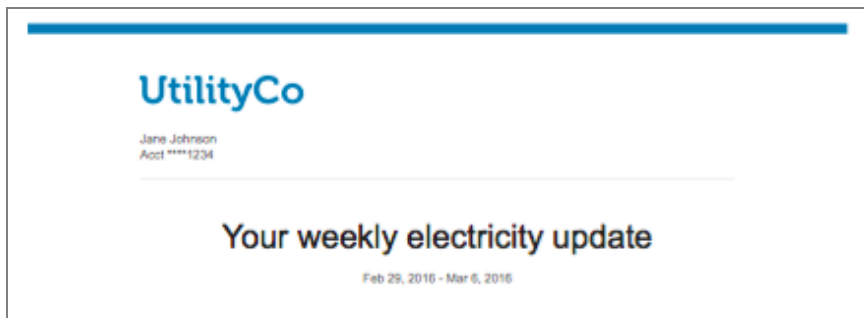 UtilityCo
Jane Johnson
Acct ****1234
Your weekly electricity update
Feb 29, 2016 - Mar 6, 2016